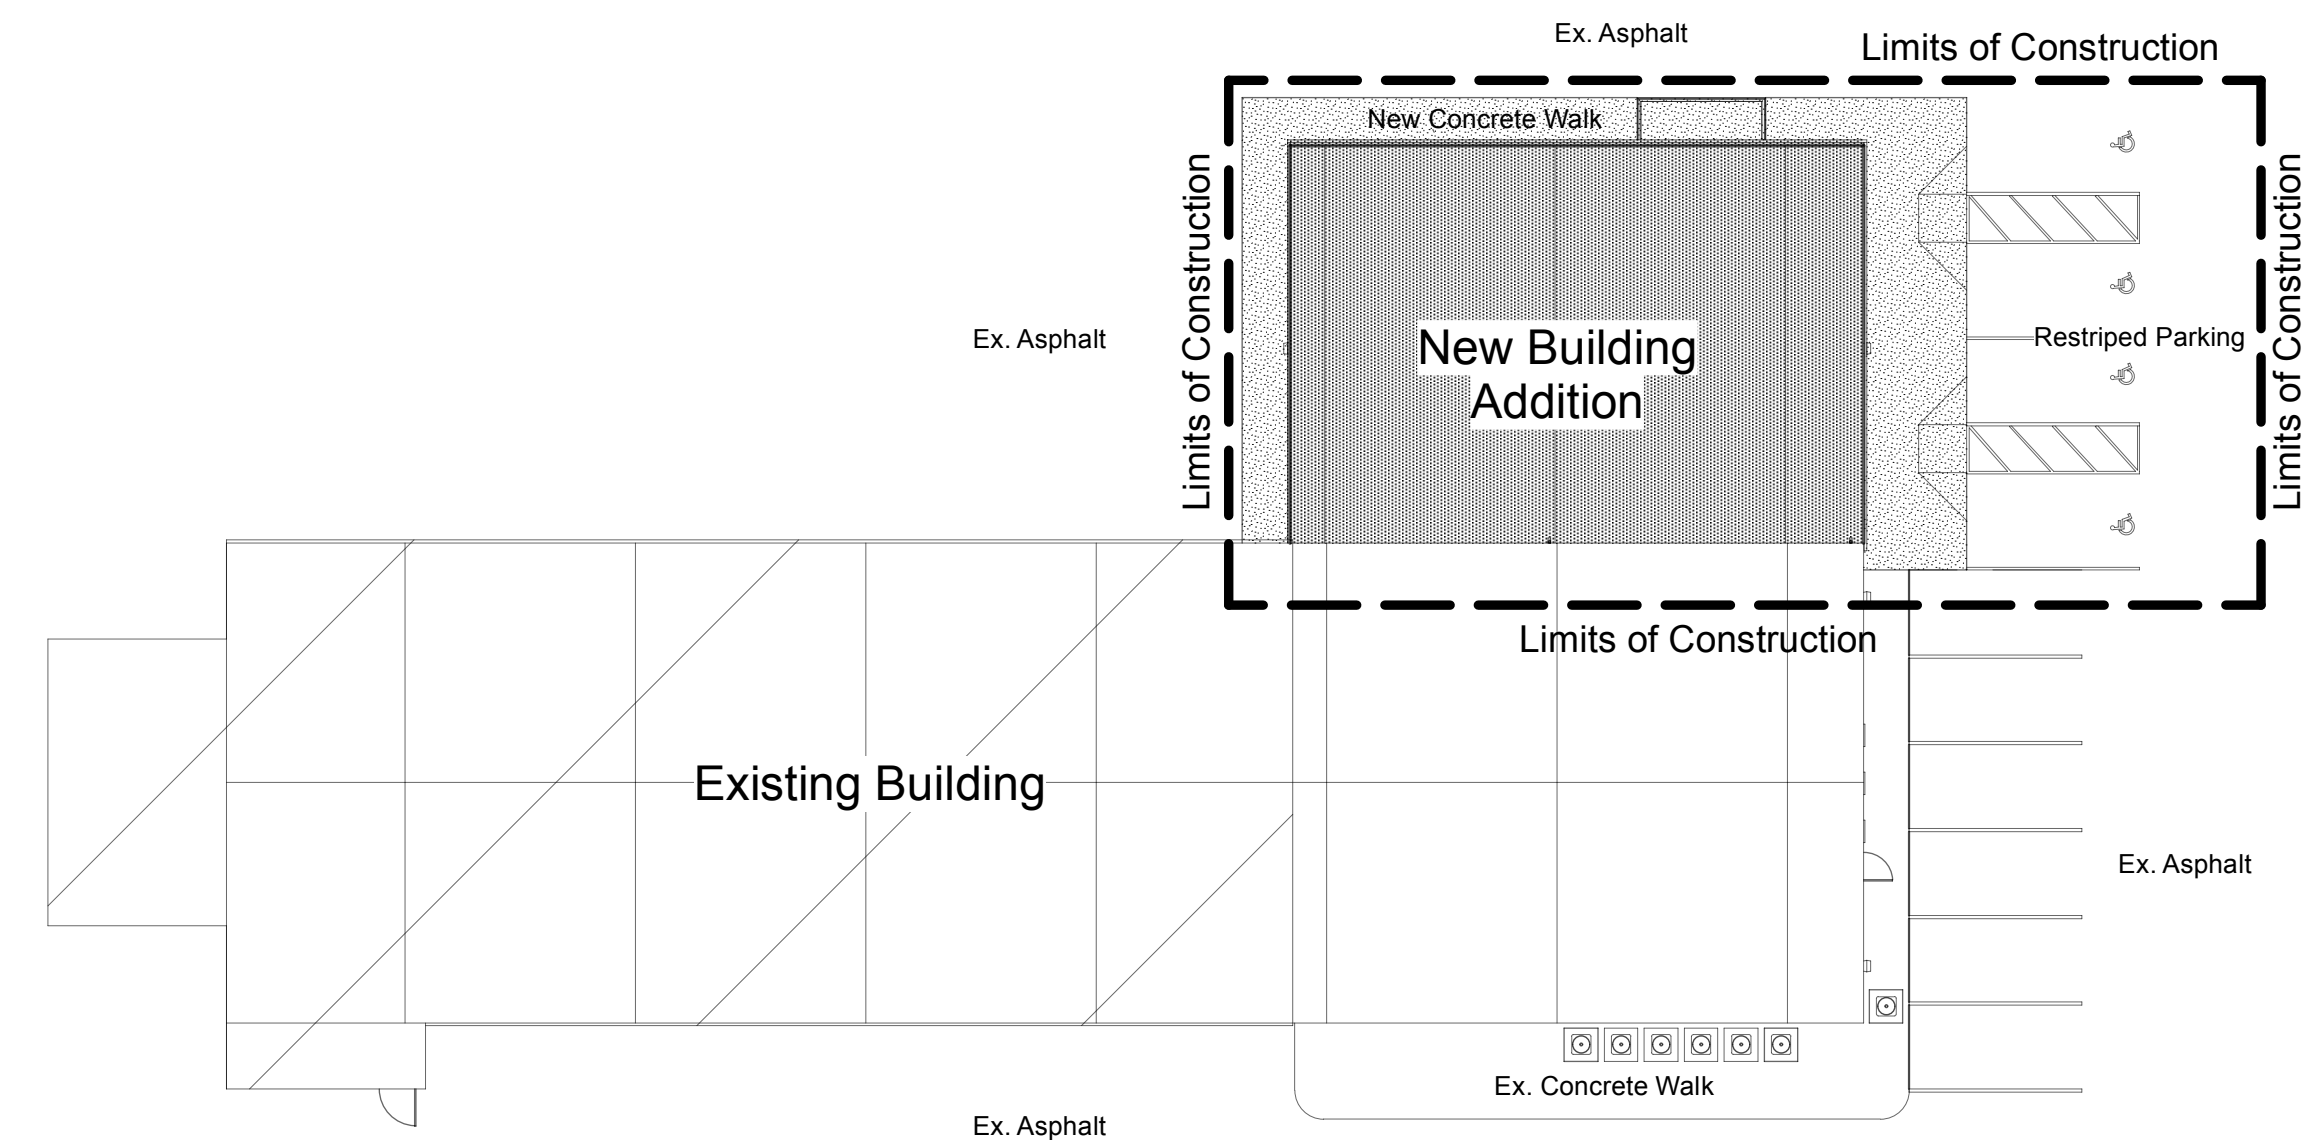 Ex. Asphalt
Limits of Construction
New Concrete Walk
Limits of Construction
Limits of Construction
Ex. Asphalt
New Building
Addition
Restriped Parking
Limits of Construction
Existing Building
Ex. Asphalt
Ex. Concrete Walk
Ex. Asphalt